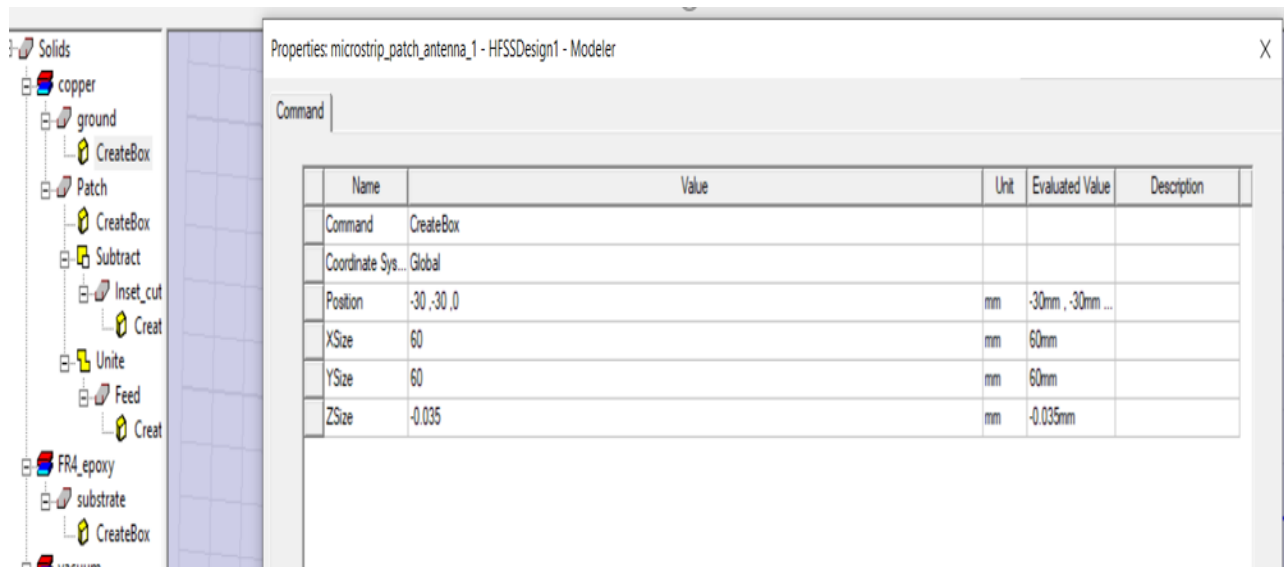 Properties: microstrip_patch_antenna_1 - HFSSDesign1 - Modeler
X
Solids
copper
ground
CreateBox
Patch
CreateBox
Subtract
Inset_cut
Creat
Unite
Feed
Creat
FR4_epoxy
substrate
CreateBox
vacuum
Command
Name Value Unit Evaluated Value Description
Command CreateBox
Coordinate Sys... Global
Position -30 ,-30 ,0 mm -30mm , -30mm ...
XSize 60 mm 60mm
YSize 60 mm 60mm
ZSize -0.035 mm -0.035mm